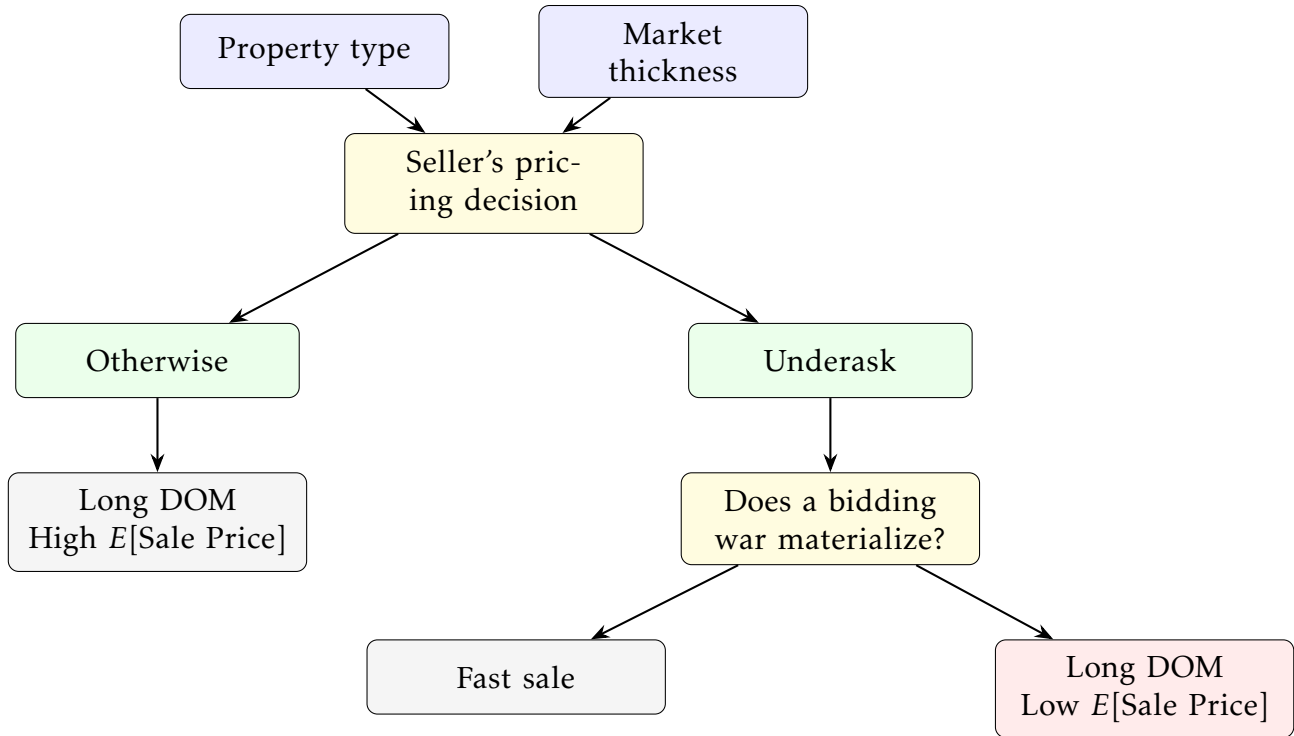 Property type
Market
thickness
Seller's pric-
ing decision
Otherwise
Underask
Long DOM
High E[Sale Price]
Does a bidding
war materialize?
Fast sale
Long DOM
Low E[Sale Price]